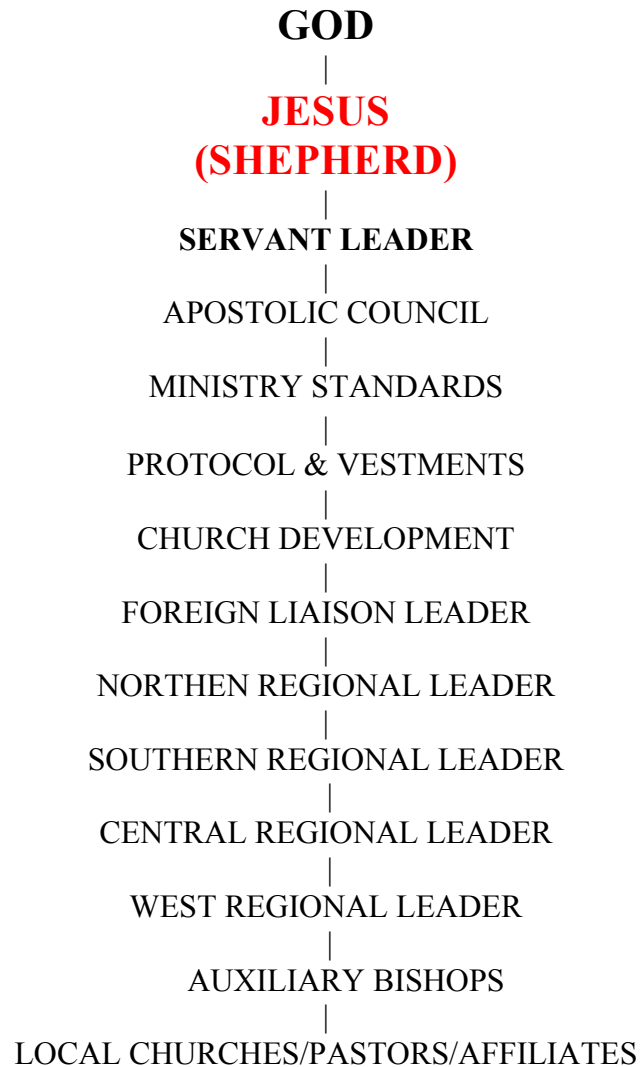 GOD
|
JESUS
(SHEPHERD)
|
SERVANT LEADER
|
APOSTOLIC COUNCIL
|
MINISTRY STANDARDS
|
PROTOCOL & VESTMENTS
|
CHURCH DEVELOPMENT
|
FOREIGN LIAISON LEADER
|
NORTHEN REGIONAL LEADER
|
SOUTHERN REGIONAL LEADER
|
CENTRAL REGIONAL LEADER
|
WEST REGIONAL LEADER
|
AUXILIARY BISHOPS
|
LOCAL CHURCHES/PASTORS/AFFILIATES